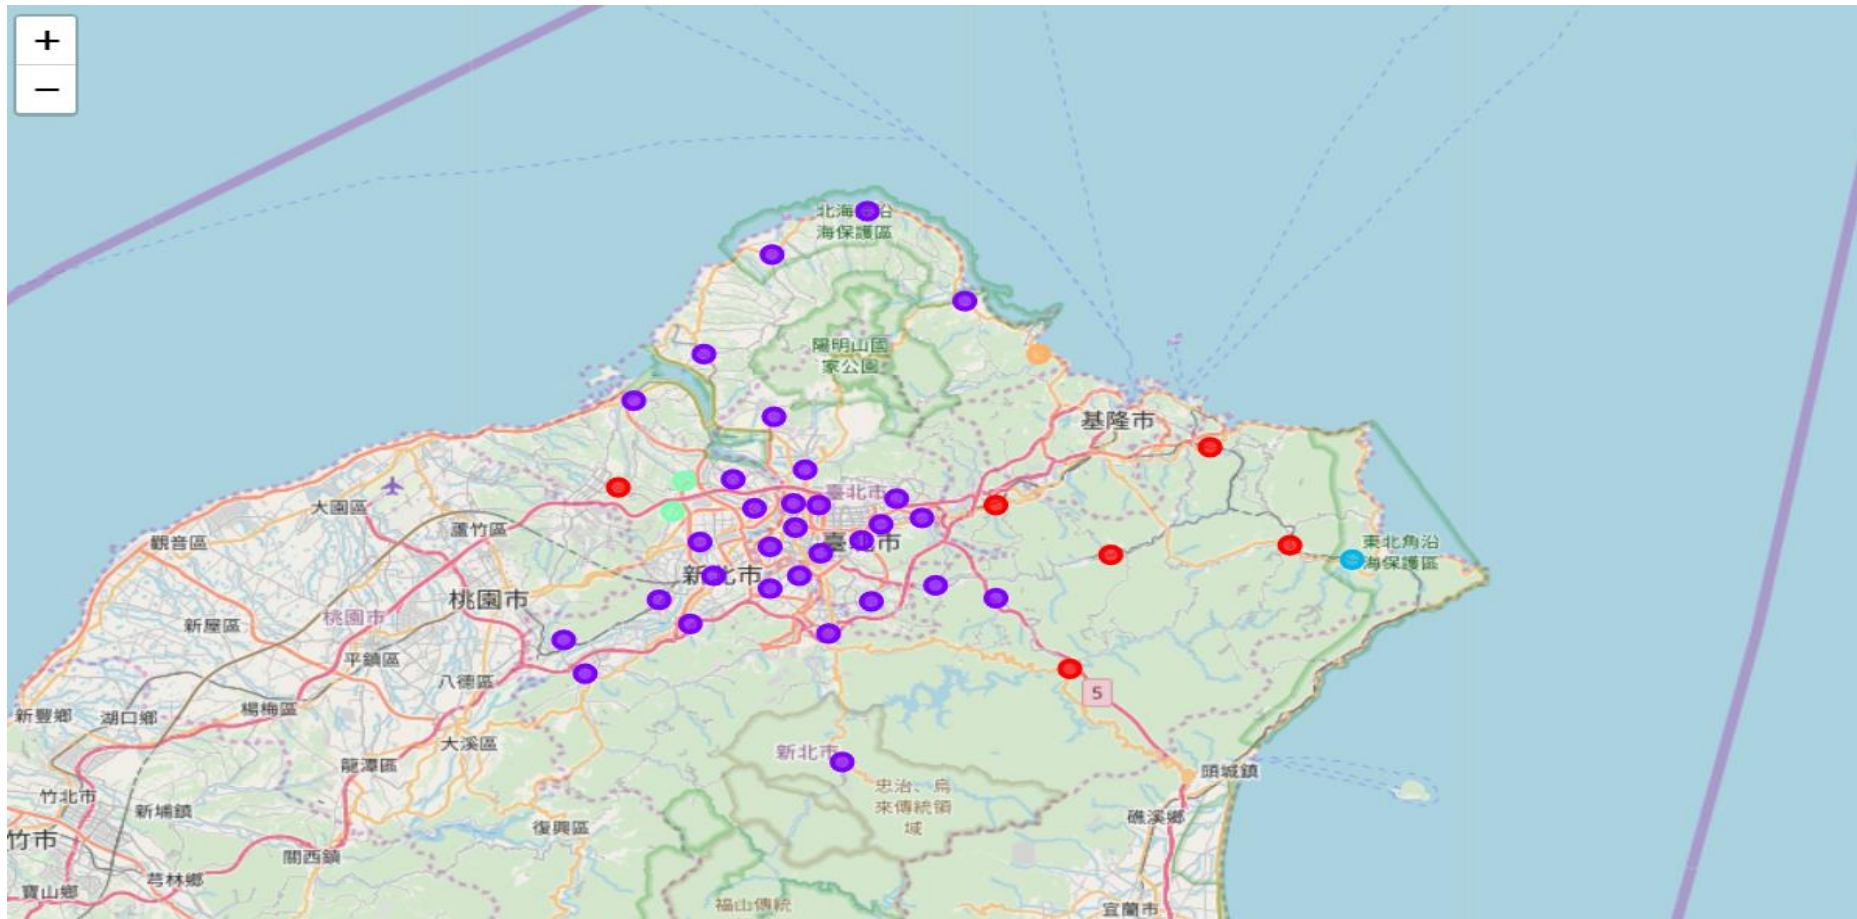 +
−
北海岸沿
海保護區
陽明山國
家公園
基隆市
大園區
蘆竹區
觀音區
臺北市
臺北市
東北角沿
海保護區
新北市
桃園市
桃園市
新屋區
平鎮區
八德區
5
新豐鄉
湖口鄉
楊梅區
大溪區
新北市
龍潭區
頭城鎮
忠治、烏
來傳統領
域
竹北市
新埔鎮
復興區
礁溪鄉
竹市
關西鎮
芎林鄉
寶山鄉
福山傳統
宜蘭市